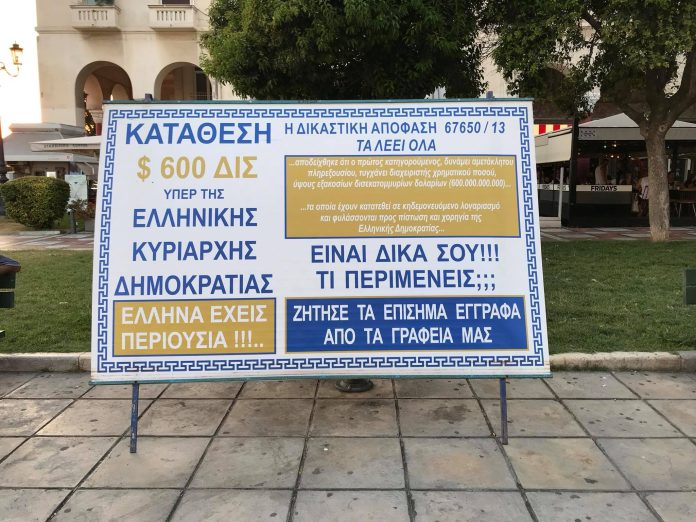 ΚΑΤΑΘΕΣΗ
$ 600 ΔΙΣ
ΥΠΕΡ ΤΗΣ
ΕΛΛΗΝΙΚΗΣ
ΚΥΡΙΑΡΧΗΣ
ΔΗΜΟΚΡΑΤΙΑΣ
ΕΛΛΗΝΑ ΕΧΕΙΣ
ΠΕΡΙΟΥΣΙΑ !!!..
Η ΔΙΚΑΣΤΙΚΗ ΑΠΟΦΑΣΗ 67650 / 13
ΤΑ ΛΕΕΙ ΟΛΑ
...αποδείχθηκε ότι ο πρώτος κατηγορούμενος, δυνάμει αμετάκλητου
πληρεξουσίου, τυγχάνει διαχειριστής χρηματικού ποσού,
ύψους εξακοσίων δισεκατομμυρίων δολαρίων (600.000.000.000)...
...τα οποία έχουν κατατεθεί σε κηδεμονευόμενο λογαριασμό
και φυλάσσονται προς πίστωση και χορηγία της
Ελληνικής Δημοκρατίας...
ΕΙΝΑΙ ΔΙΚΑ ΣΟΥ!!!
ΤΙ ΠΕΡΙΜΕΝΕΙΣ;;;
ΖΗΤΗΣΕ ΤΑ ΕΠΙΣΗΜΑ ΕΓΓΡΑΦΑ
ΑΠΟ ΤΑ ΓΡΑΦΕΙΑ ΜΑΣ
FRIDAYS